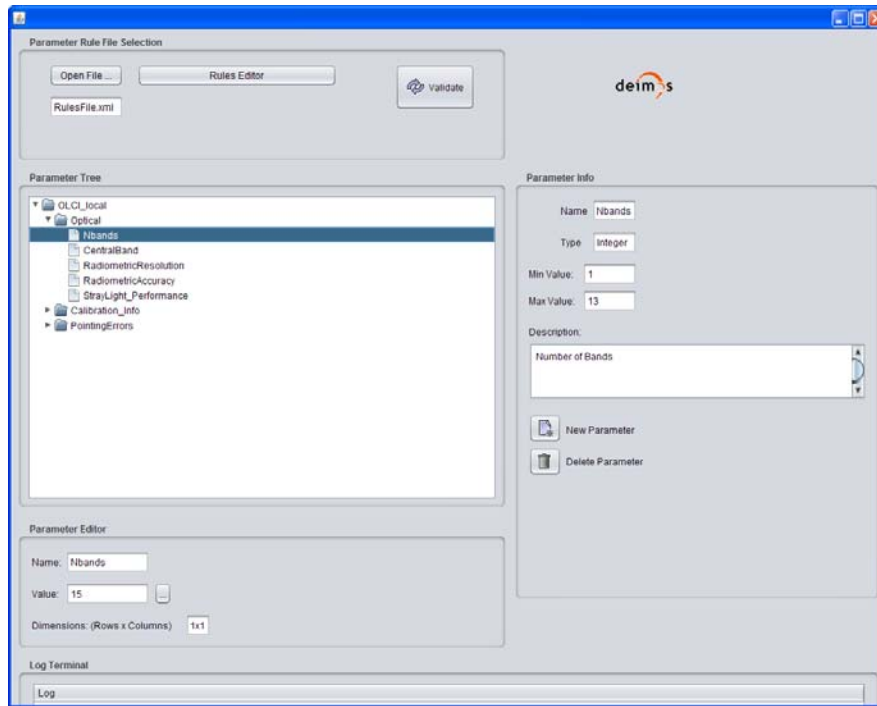 Parameter Rule File Selection
Open File ...
Rules Editor
Validate
RulesFile.xml
deimos
Parameter Tree
OLCI_local
Optical
Nbands
CentralBand
RadiometricResolution
RadiometricAccuracy
StrayLight_Performance
Calibration_Info
PointingErrors
Parameter Info
Name Nbands
Type Integer
Min Value: 1
Max Value: 13
Description:
Number of Bands
New Parameter
Delete Parameter
Parameter Editor
Name: Nbands
Value: 15 ...
Dimensions: (Rows x Columns) 1x1
Log Terminal
Log